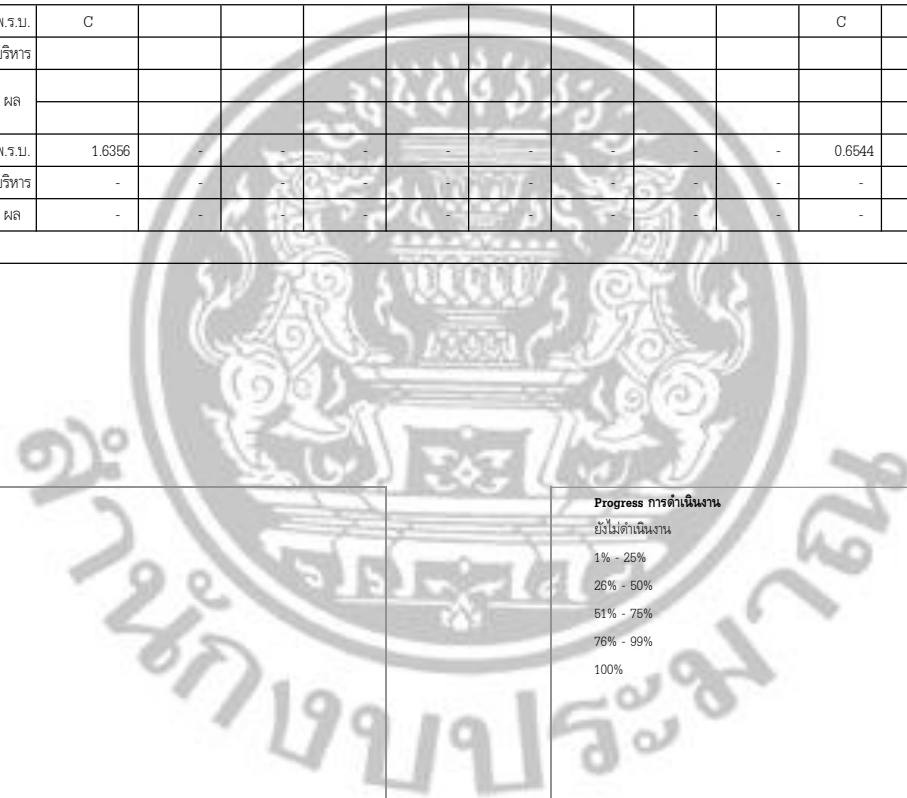 พ.ร.บ. C C
บริหาร
ผล
พ.ร.บ. 1.6356 - - - - - - - - 0.6544
บริหาร - - - - - - - - - -
ผล - - - - - - - - - -
Progress การดำเนินงาน
ยังไม่ดำเนินงาน
1% - 25%
26% - 50%
51% - 75%
76% - 99%
100%
สำนักงบประมาณ